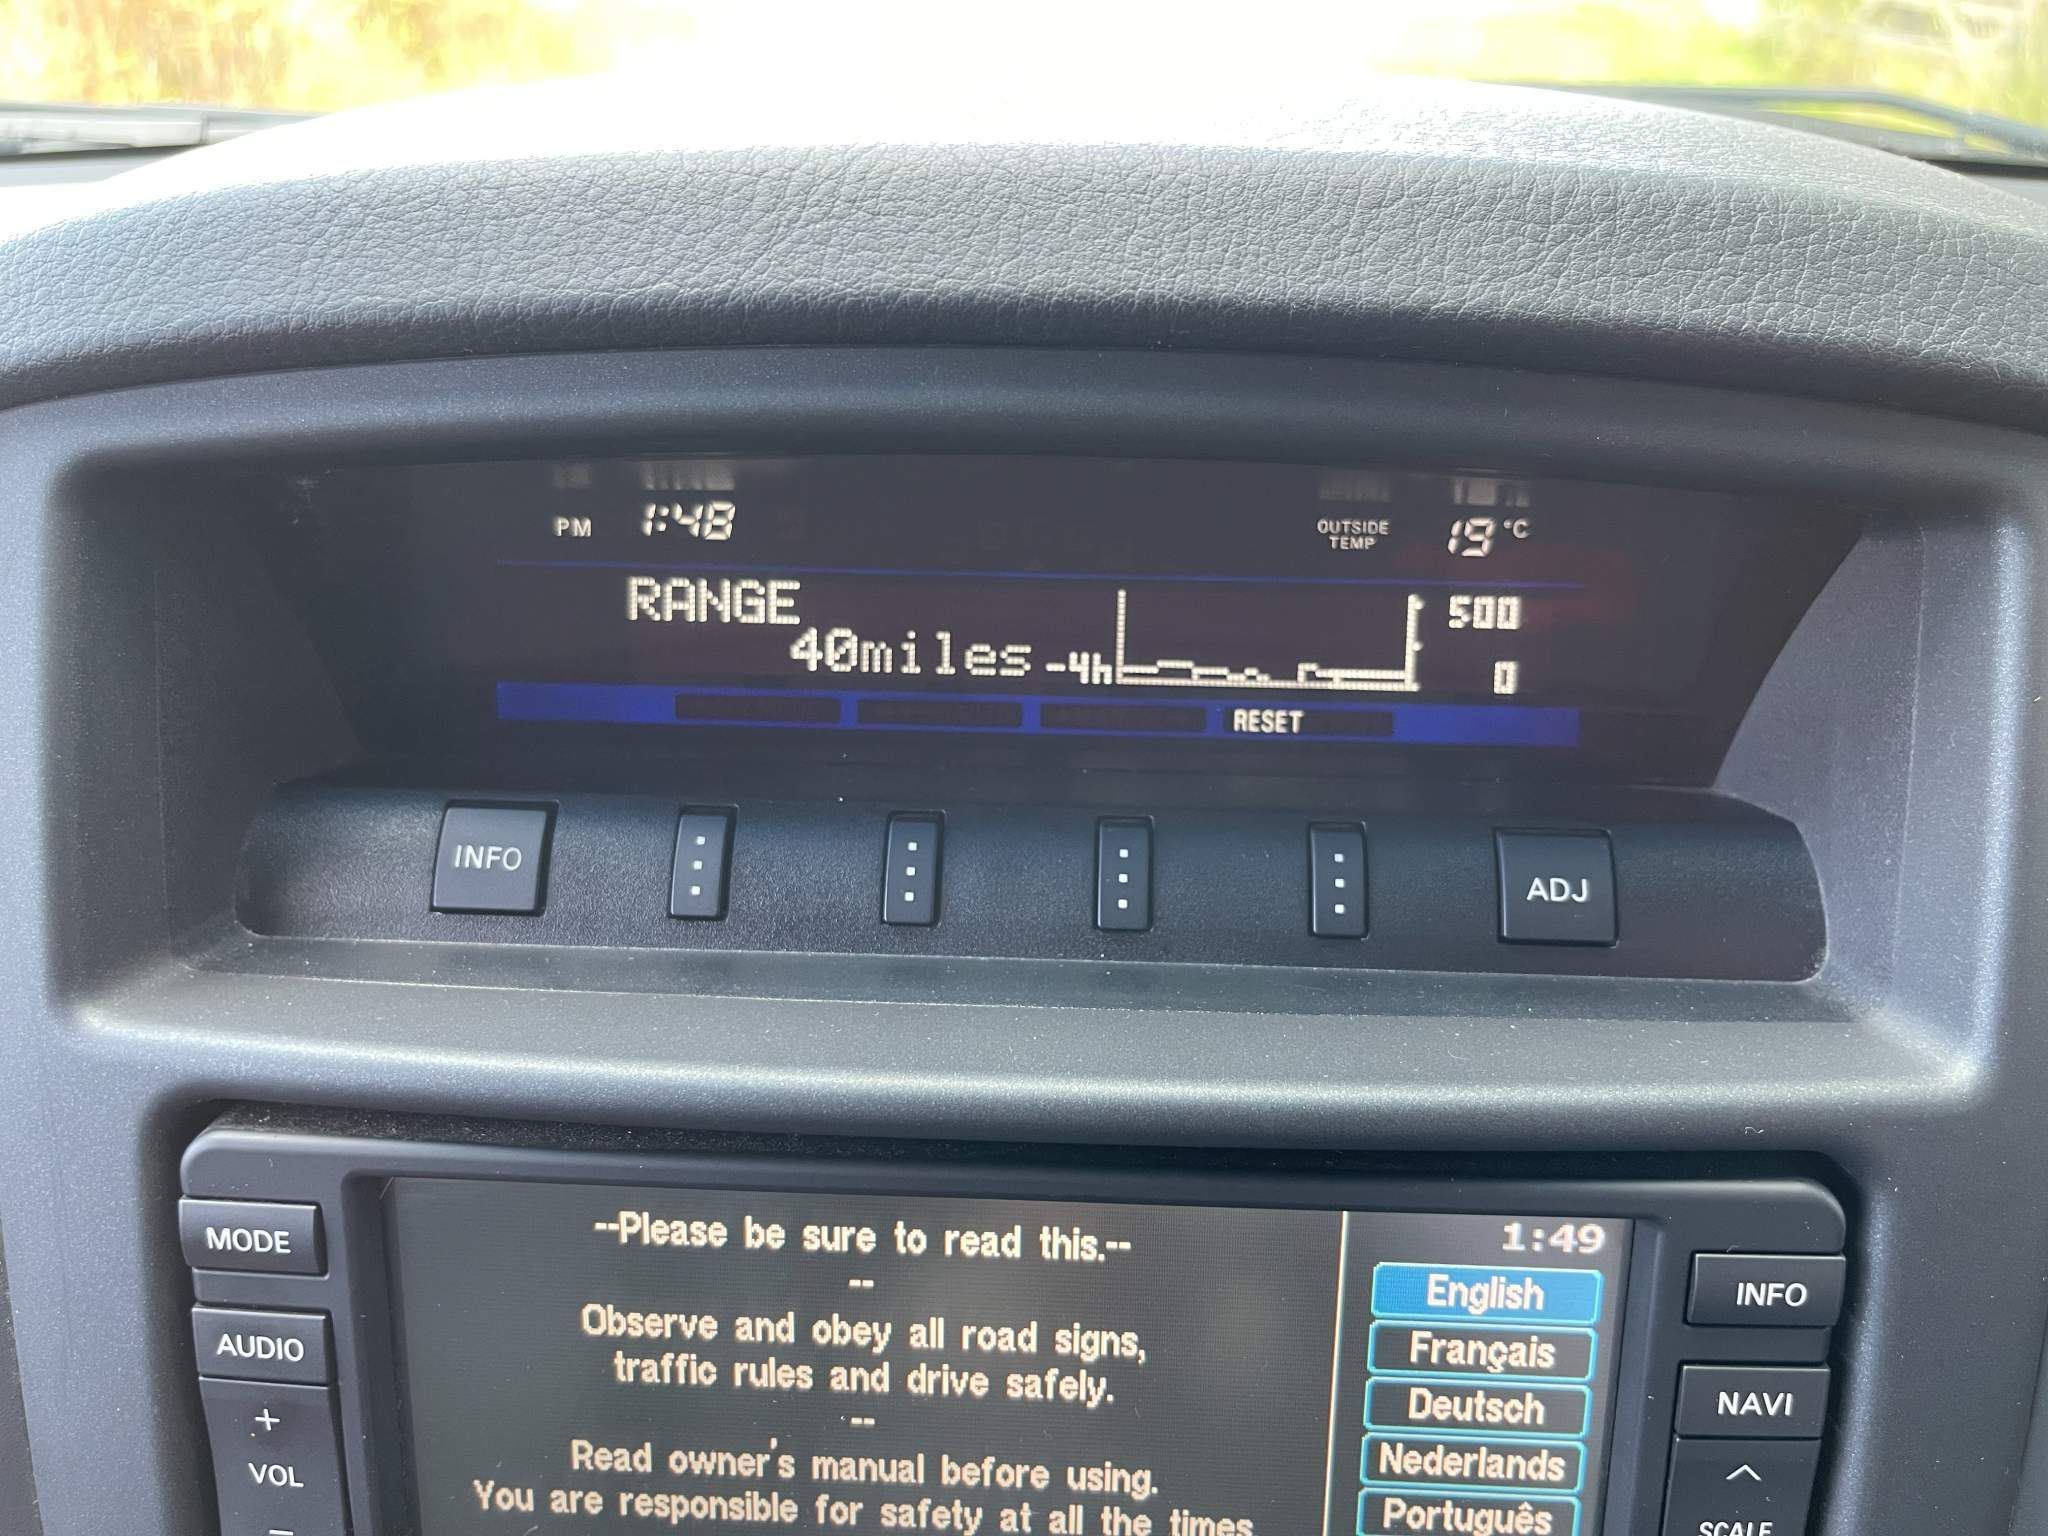 PM 1:48
OUTSIDE
TEMP
19 °C
RANGE
40miles
-4h
500
0
RESET
INFO
ADJ
MODE
AUDIO
+
VOL
-
--Please be sure to read this.--
--
Observe and obey all road signs,
traffic rules and drive safely.
--
Read owner's manual before using.
You are responsible for safety at all the times
1:49
English
Français
Deutsch
Nederlands
Português
INFO
NAVI
SCALE